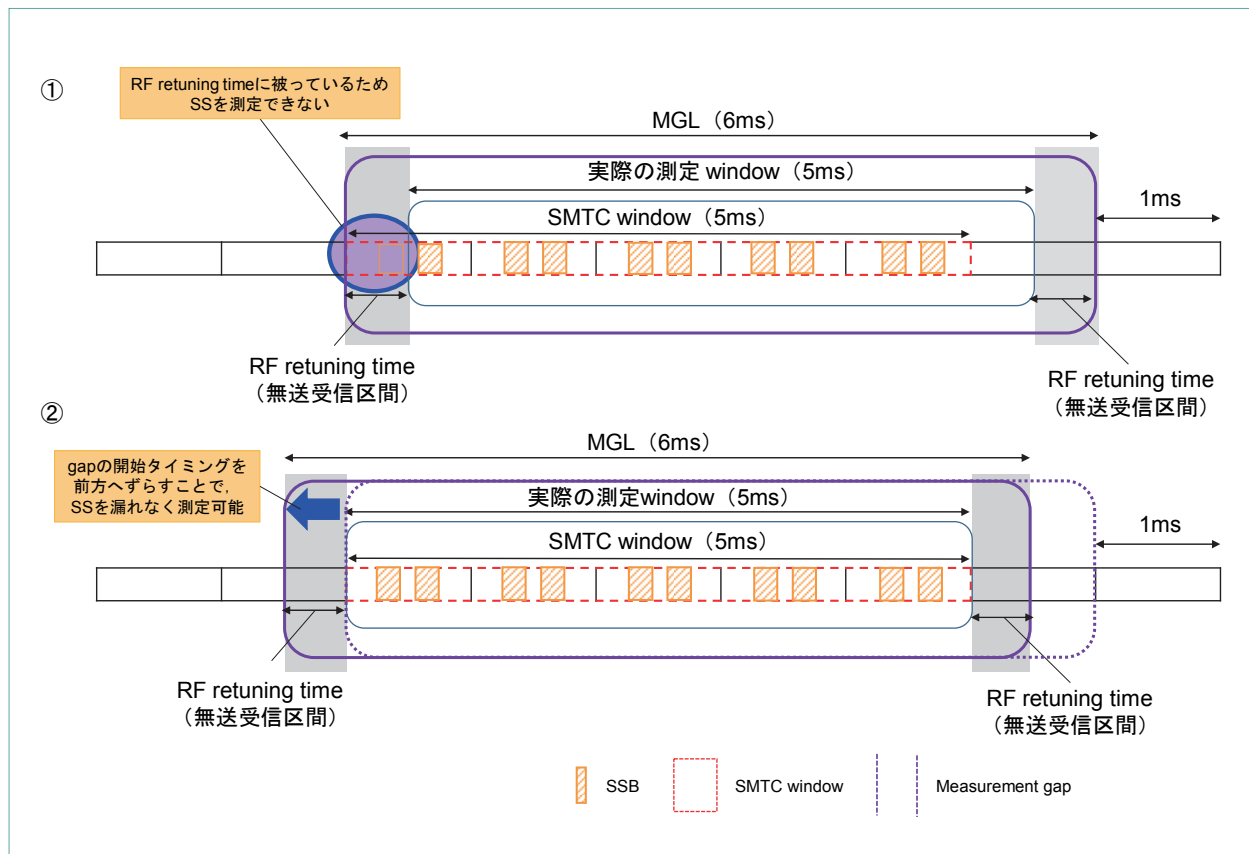 ①
RF retuning timeに被っているため
SSを測定できない
MGL（6ms）
実際の測定 window（5ms）
1ms
SMTC window（5ms）
RF retuning time
（無送受信区間）
RF retuning time
（無送受信区間）
②
MGL（6ms）
gapの開始タイミングを
前方へずらすことで,
SSを漏れなく測定可能
実際の測定window（5ms）
1ms
SMTC window（5ms）
RF retuning time
（無送受信区間）
RF retuning time
（無送受信区間）
SSB
SMTC window
Measurement gap